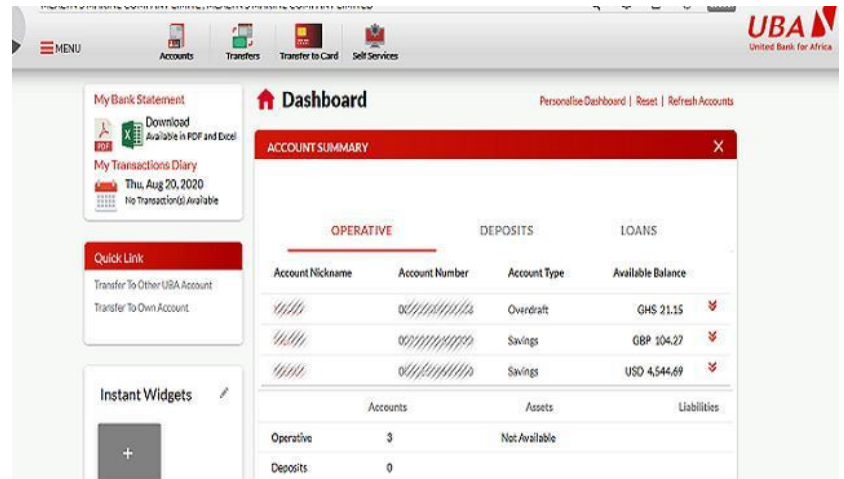 MARINE COMPANY LIMITED
MENU
Accounts
Transfers
Transfer to Card
Self Services
UBA
United Bank for Africa
My Bank Statement
Download
Available in PDF and Excel
PDF
My Transactions Diary
Thu, Aug 20, 2020
No Transaction(s) Available
Quick Link
Transfer To Other UBA Account
Transfer To Own Account
Instant Widgets
+
Dashboard
Personalise Dashboard | Reset | Refresh Accounts
ACCOUNT SUMMARY X
OPERATIVE DEPOSITS LOANS
Account Nickname Account Number Account Type Available Balance
Overdraft GHS 21.15
Savings GBP 104.27
Savings USD 4,544.69
Accounts Assets Liabilities
Operative 3 Not Available
Deposits 0